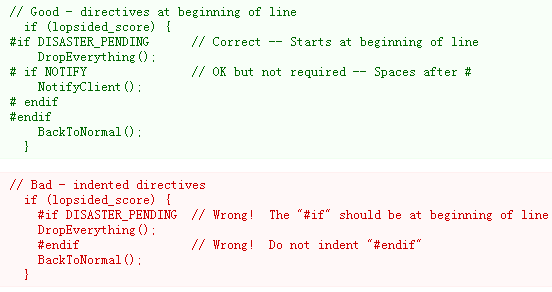 // Good - directives at beginning of line
  if (lopsided_score) {
#if DISASTER_PENDING      // Correct -- Starts at beginning of line
    DropEverything();
# if NOTIFY               // OK but not required -- Spaces after #
    NotifyClient();
# endif
#endif
    BackToNormal();
  }
// Bad - indented directives
  if (lopsided_score) {
    #if DISASTER_PENDING  // Wrong!  The "#if" should be at beginning of line
    DropEverything();
    #endif                // Wrong!  Do not indent "#endif"
    BackToNormal();
  }